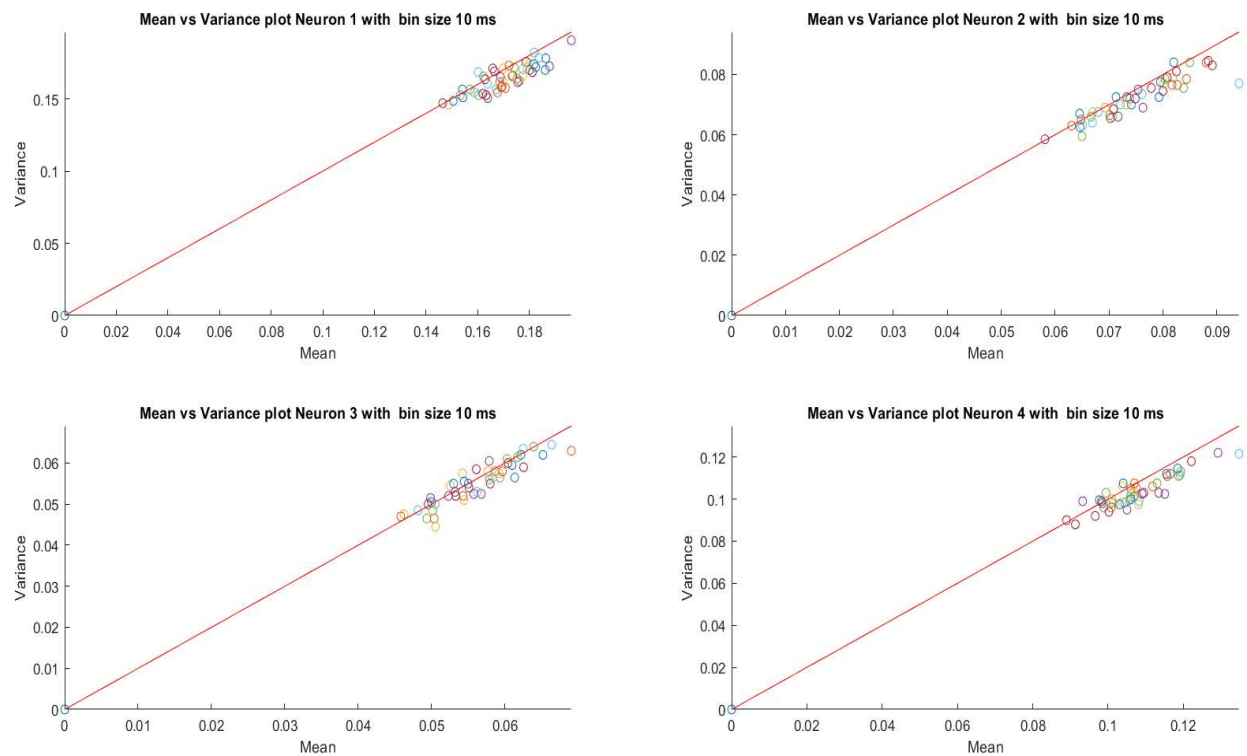 Mean vs Variance plot Neuron 1 with  bin size 10 ms
Variance
0.15
0.1
0.05
0
0 0.02 0.04 0.06 0.08 0.1 0.12 0.14 0.16 0.18
Mean
Mean vs Variance plot Neuron 2 with  bin size 10 ms
Variance
0.08
0.06
0.04
0.02
0
0 0.01 0.02 0.03 0.04 0.05 0.06 0.07 0.08 0.09
Mean
Mean vs Variance plot Neuron 3 with  bin size 10 ms
Variance
0.06
0.05
0.04
0.03
0.02
0.01
0
0 0.01 0.02 0.03 0.04 0.05 0.06
Mean
Mean vs Variance plot Neuron 4 with  bin size 10 ms
Variance
0.12
0.1
0.08
0.06
0.04
0.02
0
0 0.02 0.04 0.06 0.08 0.1 0.12
Mean